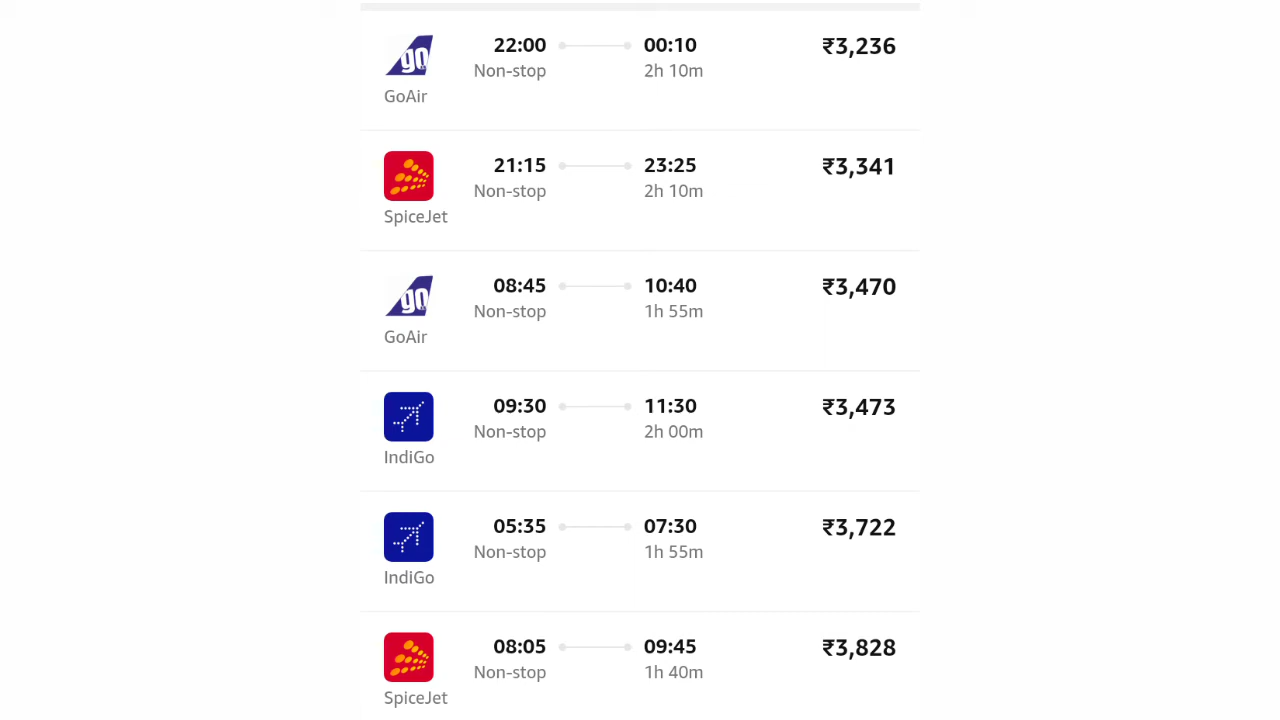 22:00 00:10 ₹3,236
Non-stop 2h 10m
go
GoAir
21:15 23:25 ₹3,341
Non-stop 2h 10m
SpiceJet
08:45 10:40 ₹3,470
Non-stop 1h 55m
go
GoAir
09:30 11:30 ₹3,473
Non-stop 2h 00m
IndiGo
05:35 07:30 ₹3,722
Non-stop 1h 55m
IndiGo
08:05 09:45 ₹3,828
Non-stop 1h 40m
SpiceJet